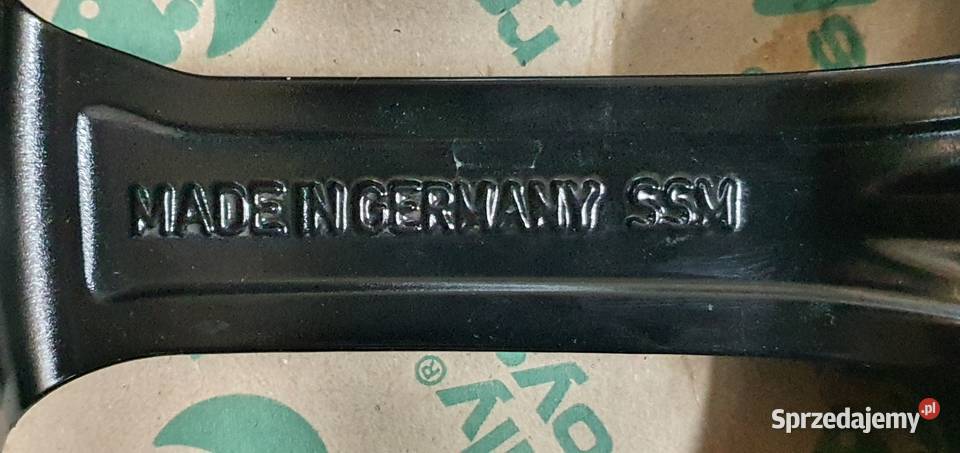 MADE IN GERMANY SSM
®
Sprzedajemy.pl